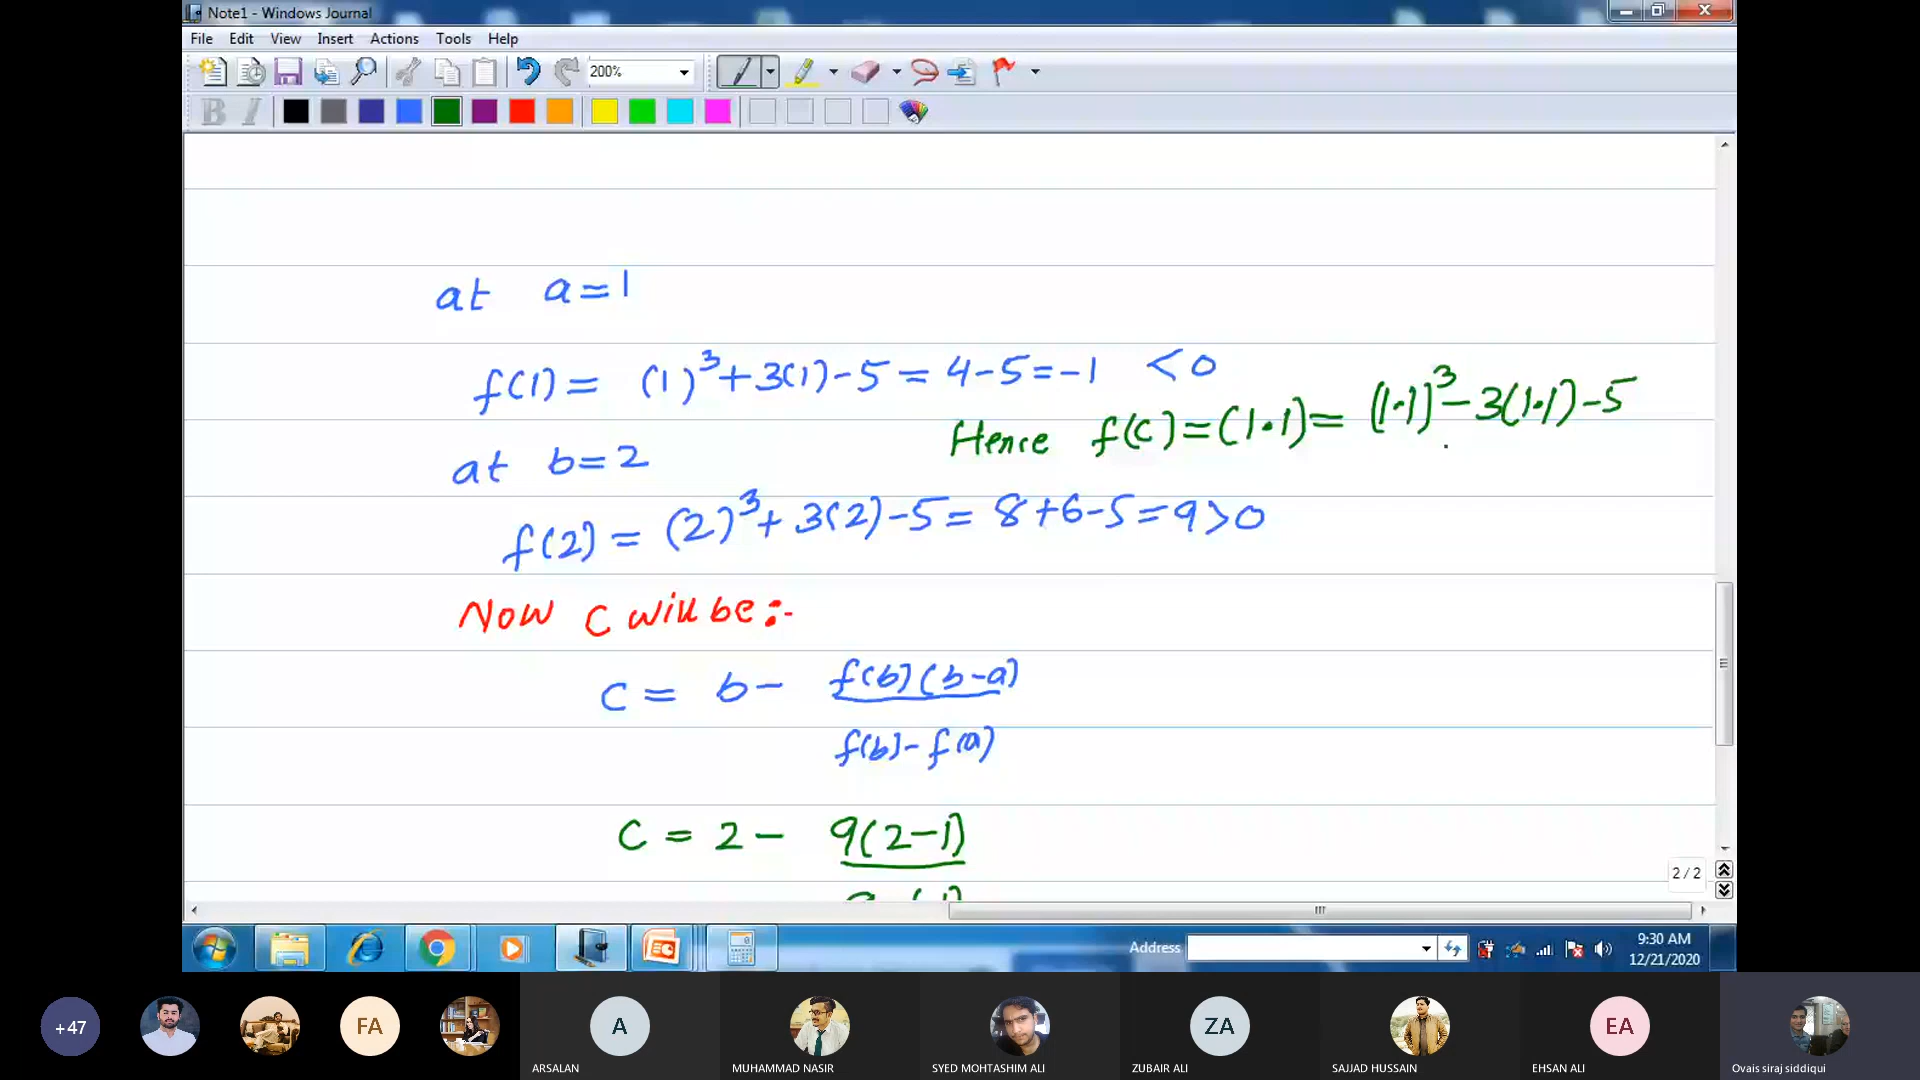 Note1 - Windows Journal
File Edit View Insert Actions Tools Help
200%
B I
at a=1
f(1) = (1)³+3(1)-5 = 4-5=-1 <0
Hence f(c)=(1.1)= (1.1)³-3(1.1)-5
at b=2
f(2) = (2)³+ 3(2)-5= 8+6-5=9>0
Now C will be:-
C = b - f(b)(b-a)
f(b)-f(a)
C = 2 - 9(2-1)
2 / 2
Address
9:30 AM
12/21/2020
+47
FA
A
ZA
EA
ARSALAN
MUHAMMAD NASIR
SYED MOHTASHIM ALI
ZUBAIR ALI
SAJJAD HUSSAIN
EHSAN ALI
Ovais siraj siddiqui